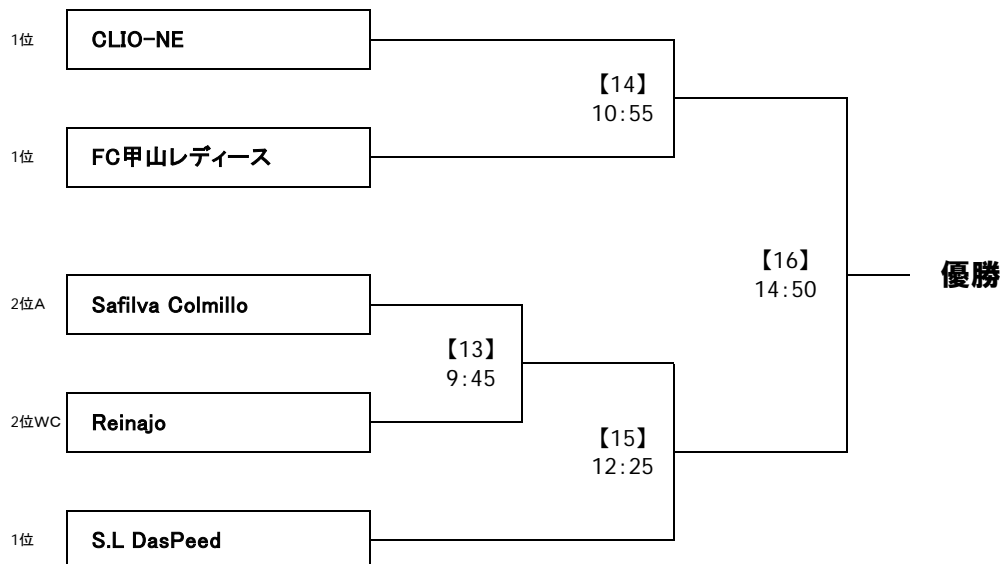 1位 CLIO-NE
【14】
10:55
1位 FC甲山レディース
【16】
14:50
優勝
2位A Safilva Colmillo
【13】
9:45
2位WC Reinajo
【15】
12:25
1位 S.L DasPeed